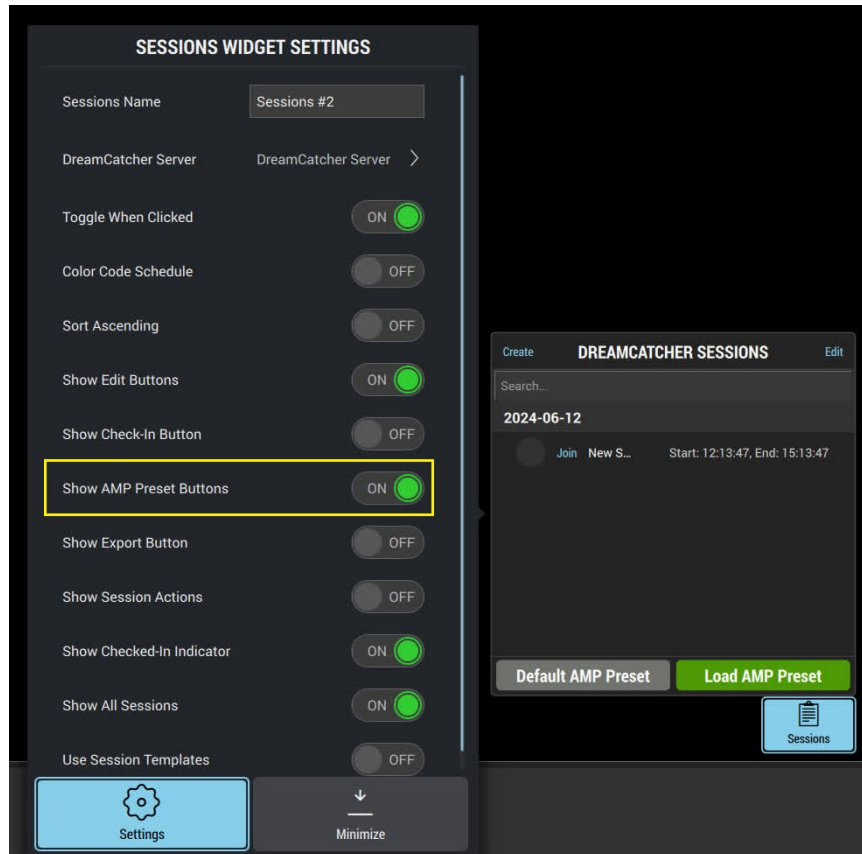 SESSIONS WIDGET SETTINGS
Sessions Name Sessions #2
DreamCatcher Server DreamCatcher Server
Toggle When Clicked ON
Color Code Schedule OFF
Sort Ascending OFF
Show Edit Buttons ON
Show Check-In Button OFF
Show AMP Preset Buttons ON
Show Export Button OFF
Show Session Actions OFF
Show Checked-In Indicator ON
Show All Sessions ON
Use Session Templates OFF
Settings Minimize
Create DREAMCATCHER SESSIONS Edit
Search...
2024-06-12
Join New S... Start: 12:13:47, End: 15:13:47
Default AMP Preset Load AMP Preset
Sessions